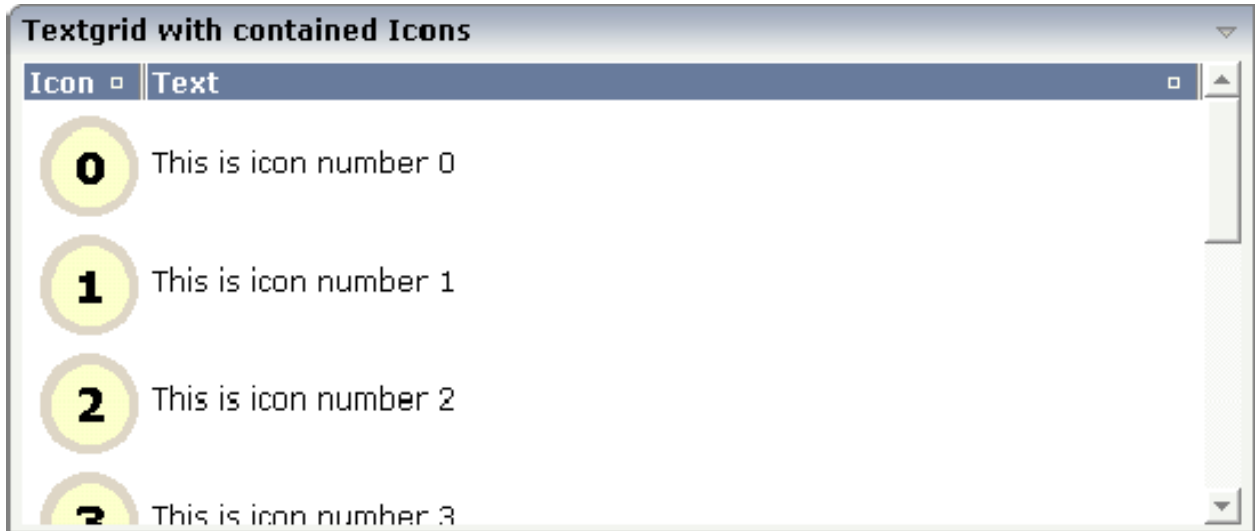 Textgrid with contained Icons
Icon Text
0 This is icon number 0
1 This is icon number 1
2 This is icon number 2
3 This is icon number 3